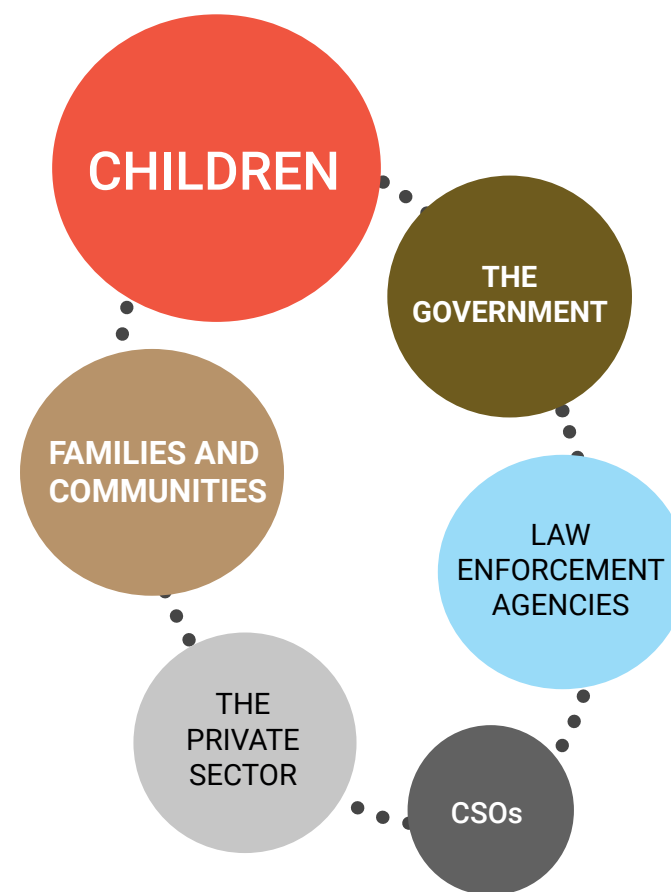 CHILDREN
THE
GOVERNMENT
FAMILIES AND
COMMUNITIES
LAW
ENFORCEMENT
AGENCIES
THE
PRIVATE
SECTOR
CSOs